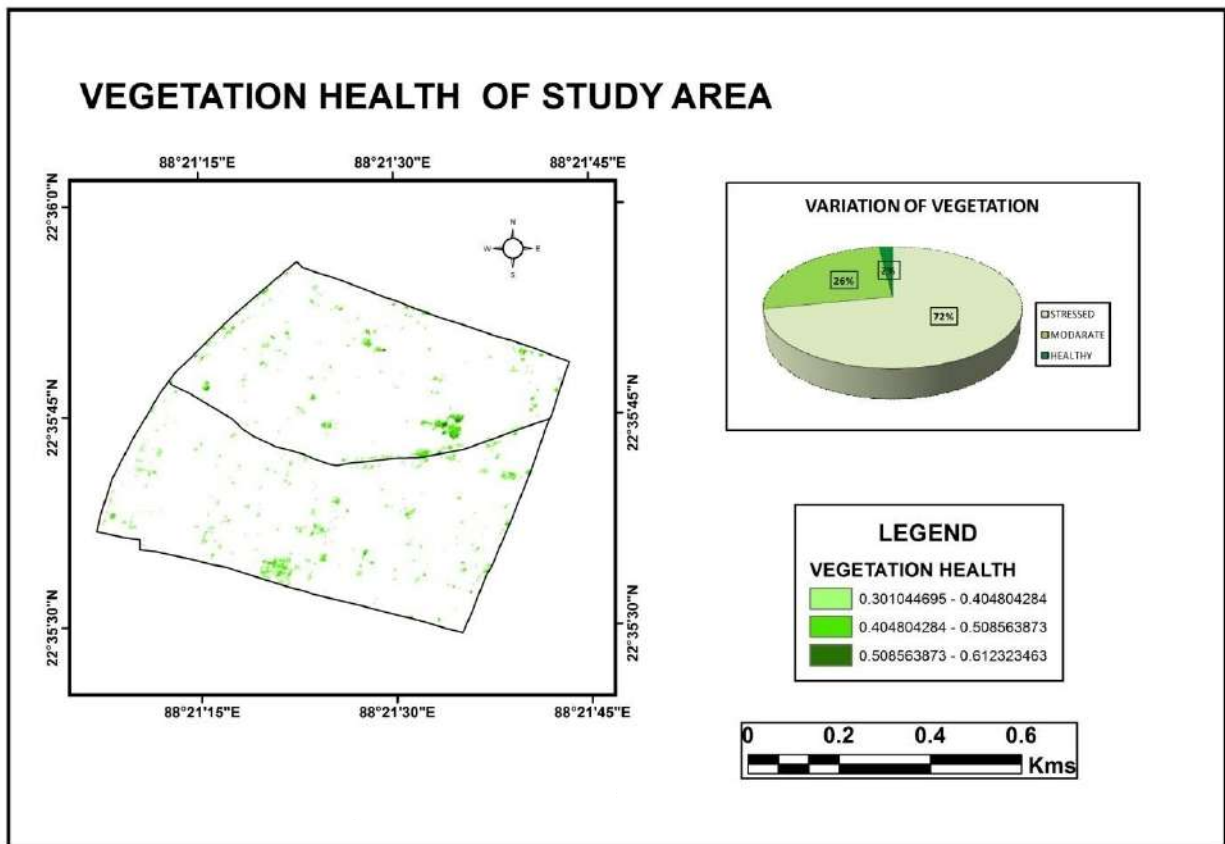 VEGETATION HEALTH OF STUDY AREA
88°21'15"E 88°21'30"E 88°21'45"E
22°36'0"N
N
W E
S
22°35'45"N
22°35'45"N
22°35'30"N
22°35'30"N
88°21'15"E 88°21'30"E 88°21'45"E
VARIATION OF VEGETATION
2%
26%
72%
STRESSED
MODARATE
HEALTHY
LEGEND
VEGETATION HEALTH
0.301044695 - 0.404804284
0.404804284 - 0.508563873
0.508563873 - 0.612323463
0 0.2 0.4 0.6
Kms